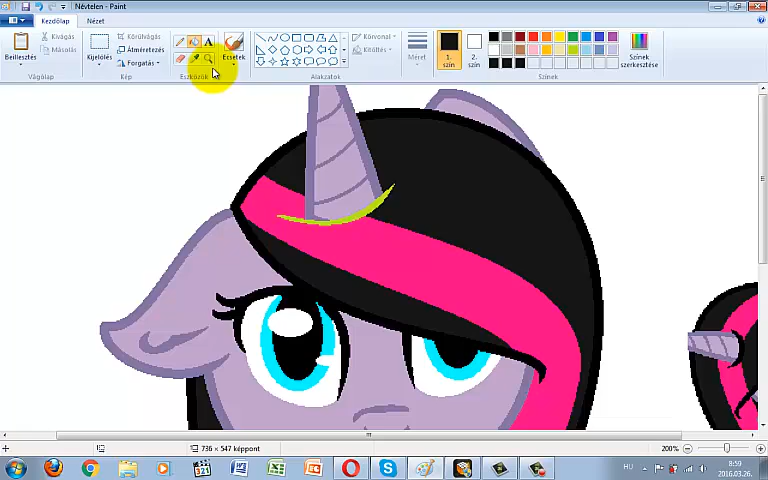 Névtelen - Paint
Kezdőlap Nézet
Beillesztés
Kivágás
Másolás
Vágólap
Kijelölés
Körülvágás
Átméretezés
Forgatás
Kép
A
Eszközök
Ecsetek
Körvonal
Kitöltés
Alakzatok
Méret
1. szín
2. szín
Színek szerkesztése
Színek
736 × 547 képpont
200%
321
HU
8:59
2016.03.26.